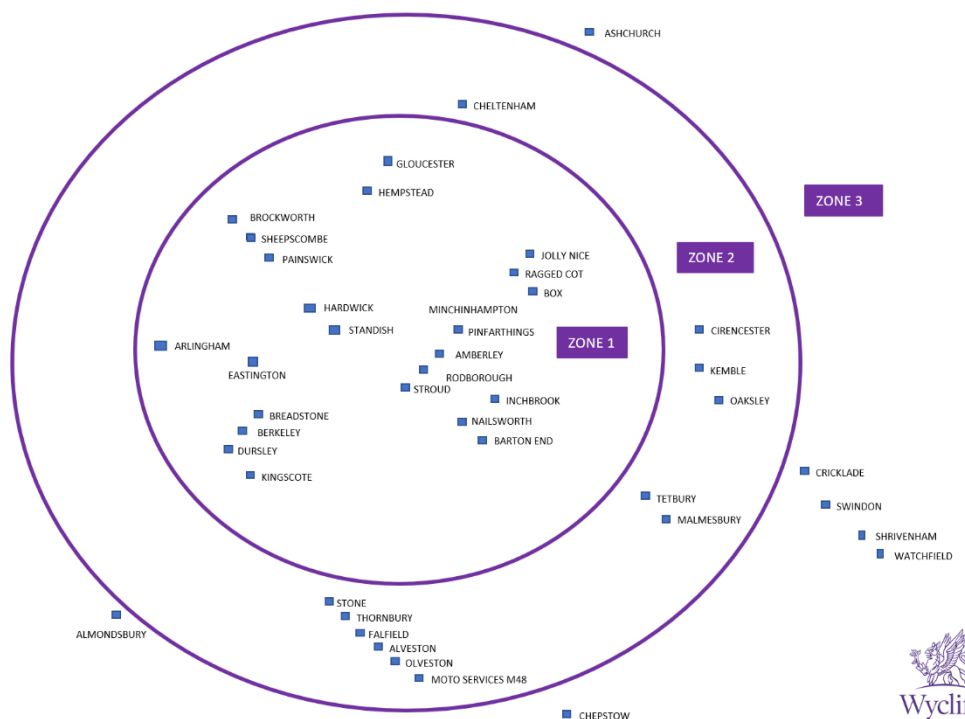 ASHCHURCH
CHELTENHAM
GLOUCESTER
HEMPSTEAD
ZONE 3
BROCKWORTH
SHEEPSCOMBE
PAINSWICK
JOLLY NICE
ZONE 2
RAGGED COT
BOX
HARDWICK
MINCHINHAMPTON
STANDISH
PINFARTHINGS
ZONE 1
CIRENCESTER
ARLINGHAM
AMBERLEY
EASTINGTON
RODBOROUGH
KEMBLE
STROUD
INCHBROOK
OAKSLEY
BREADSTONE
NAILSWORTH
BERKELEY
BARTON END
DURSLEY
KINGSCOTE
CRICKLADE
TETBURY
SWINDON
MALMESBURY
SHRIVENHAM
WATCHFIELD
STONE
THORNBURY
ALMONDSBURY
FALFIELD
ALVESTON
OLVESTON
MOTO SERVICES M48
CHEPSTOW